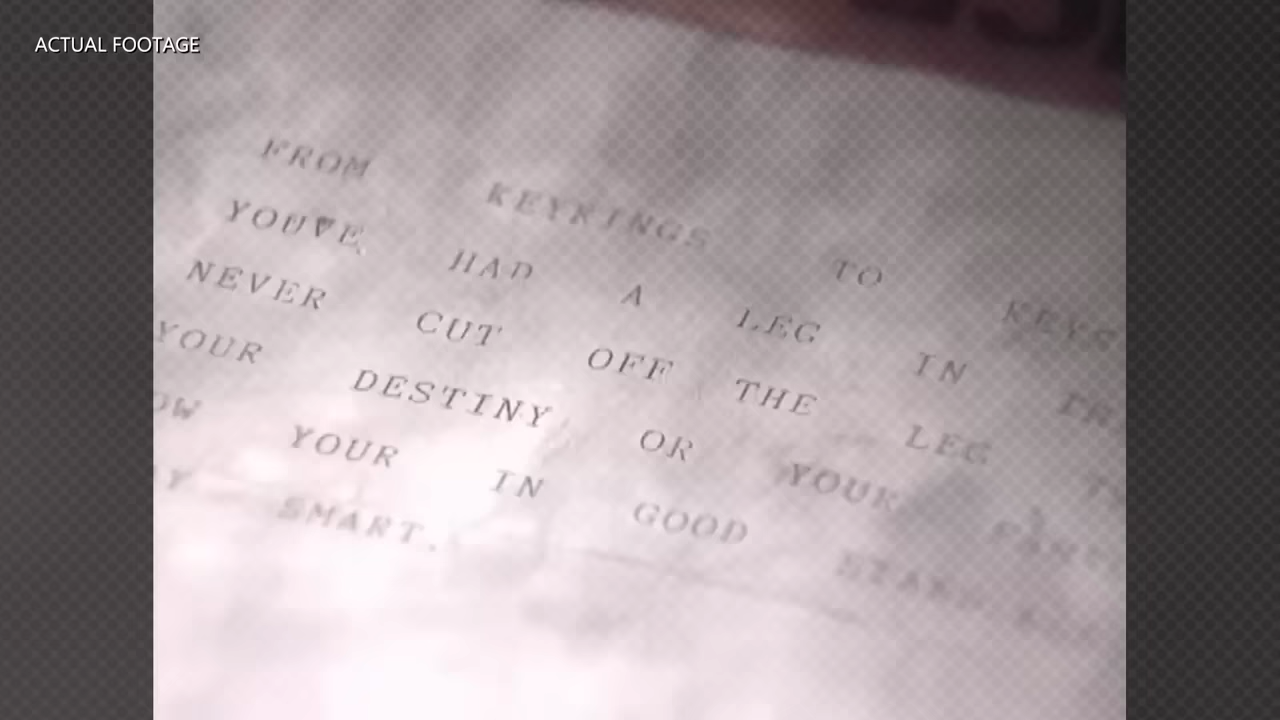 ACTUAL FOOTAGE
FROM KEYRINGS TO
YOUVE HAD A LEG IN
NEVER CUT OFF THE LEG
YOUR DESTINY OR YOUR
YOUR IN GOOD
SMART.